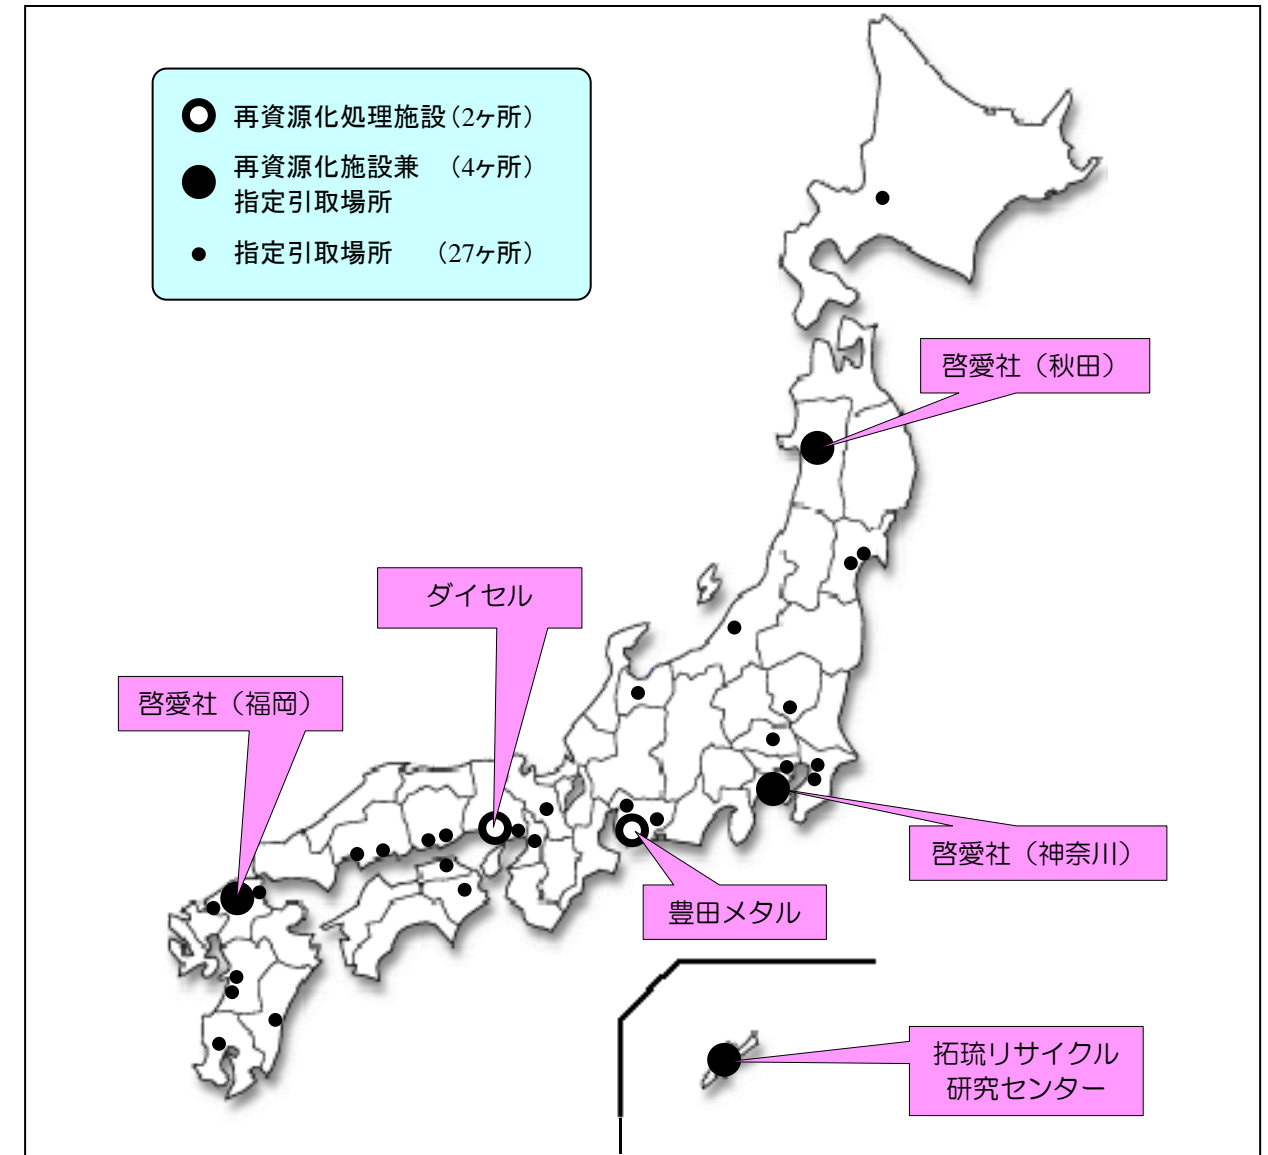 再資源化処理施設（2ヶ所）
再資源化施設兼　（4ヶ所）
指定引取場所
指定引取場所　（27ヶ所）
啓愛社（秋田）
ダイセル
啓愛社（福岡）
啓愛社（神奈川）
豊田メタル
拓琉リサイクル
研究センター